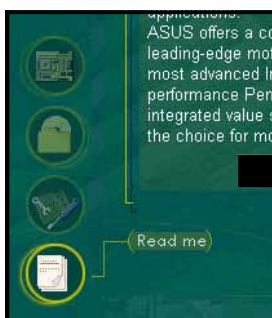 applications.
ASUS offers a co
leading-edge mot
most advanced In
performance Pen
integrated value s
the choice for mo
Read me